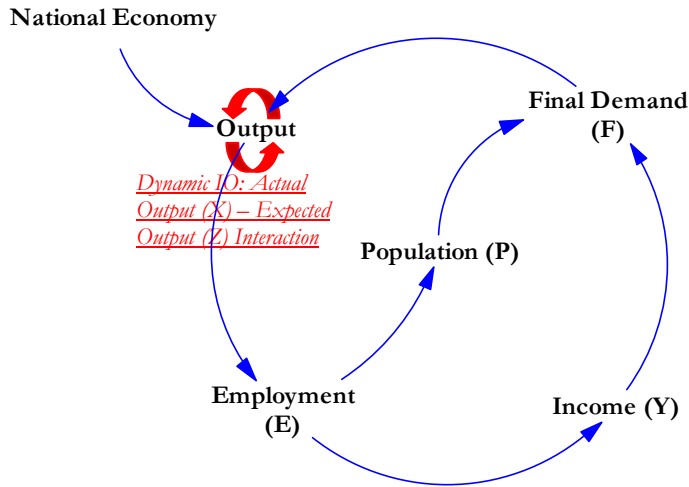 National Economy
Final Demand
(F)
Output
Dynamic IO: Actual
Output (X) – Expected
Output (Z) Interaction
Population (P)
Employment
(E)
Income (Y)